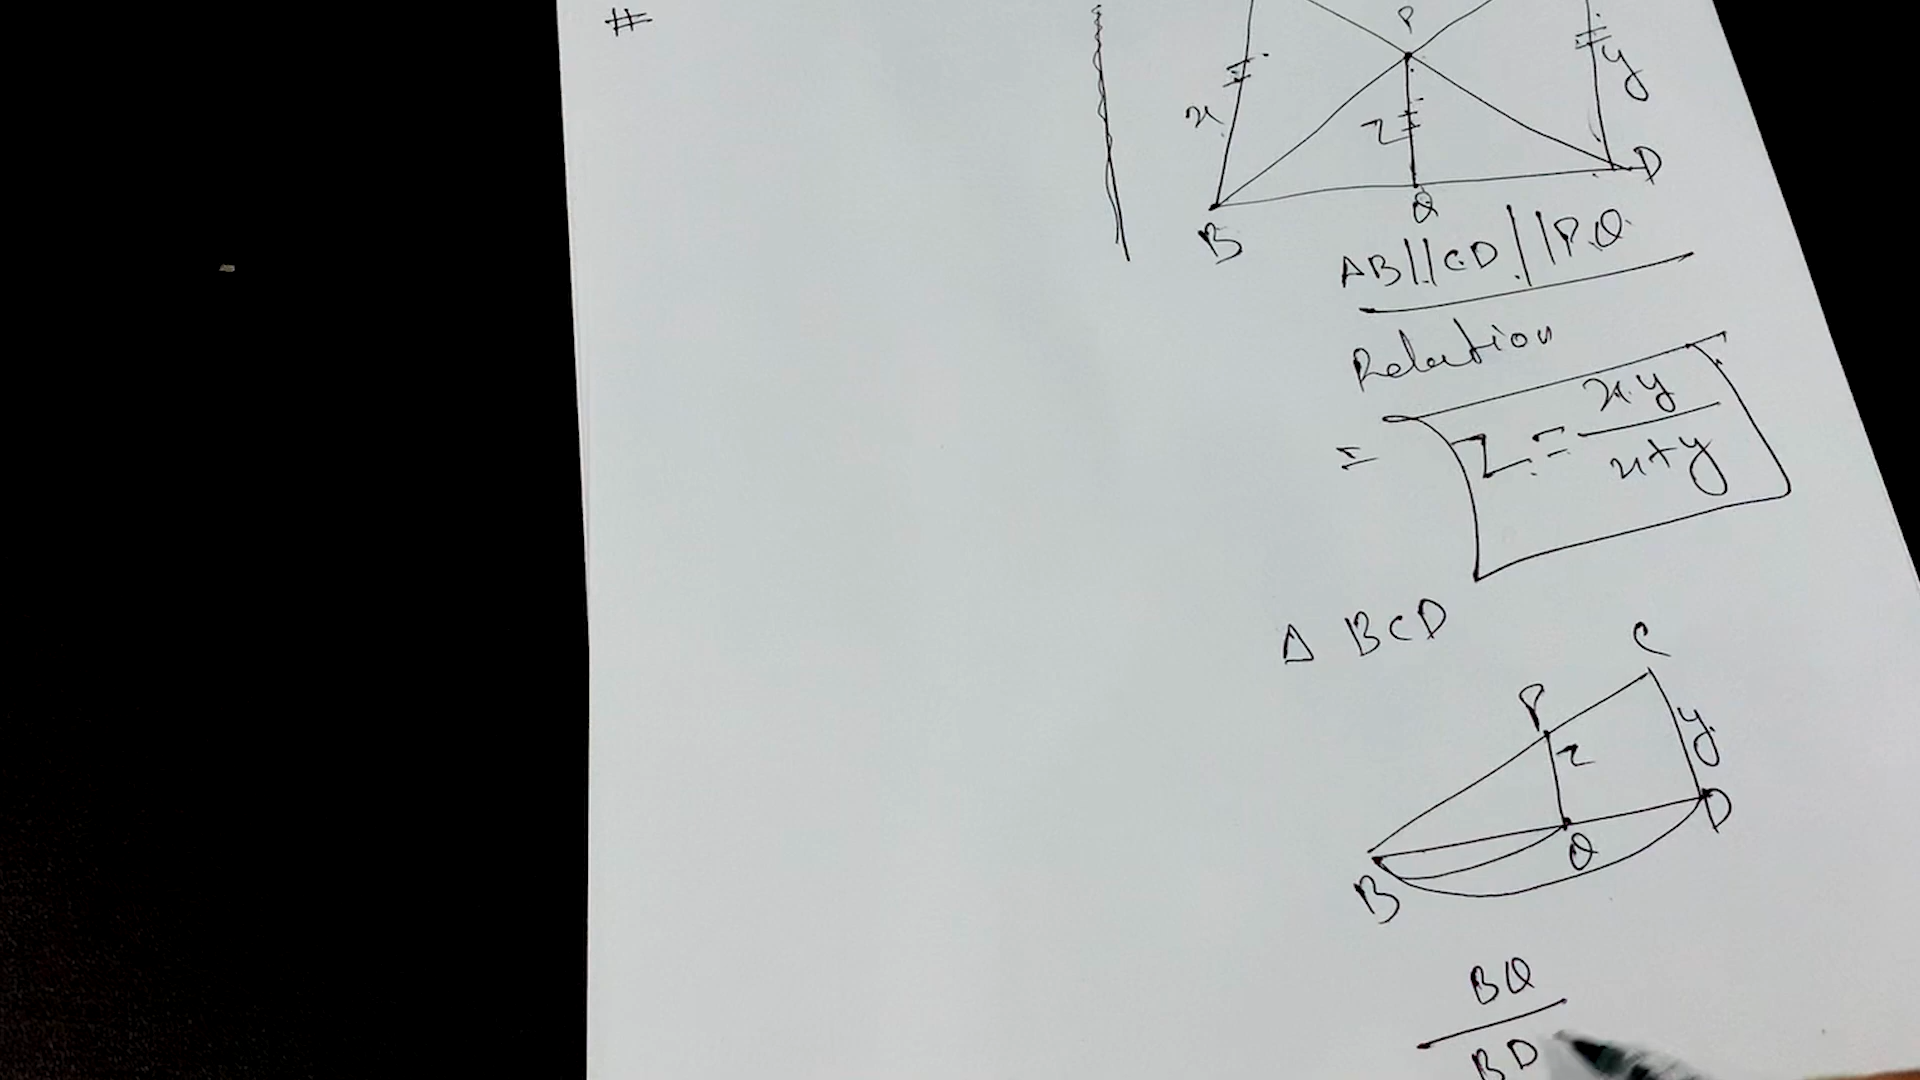 #
P
x
z
y
B
Q
D
AB||CD||PQ
Relation
= Z = xy / x+y
Δ BCD
C
P
z
y
D
Q
B
BQ
BD